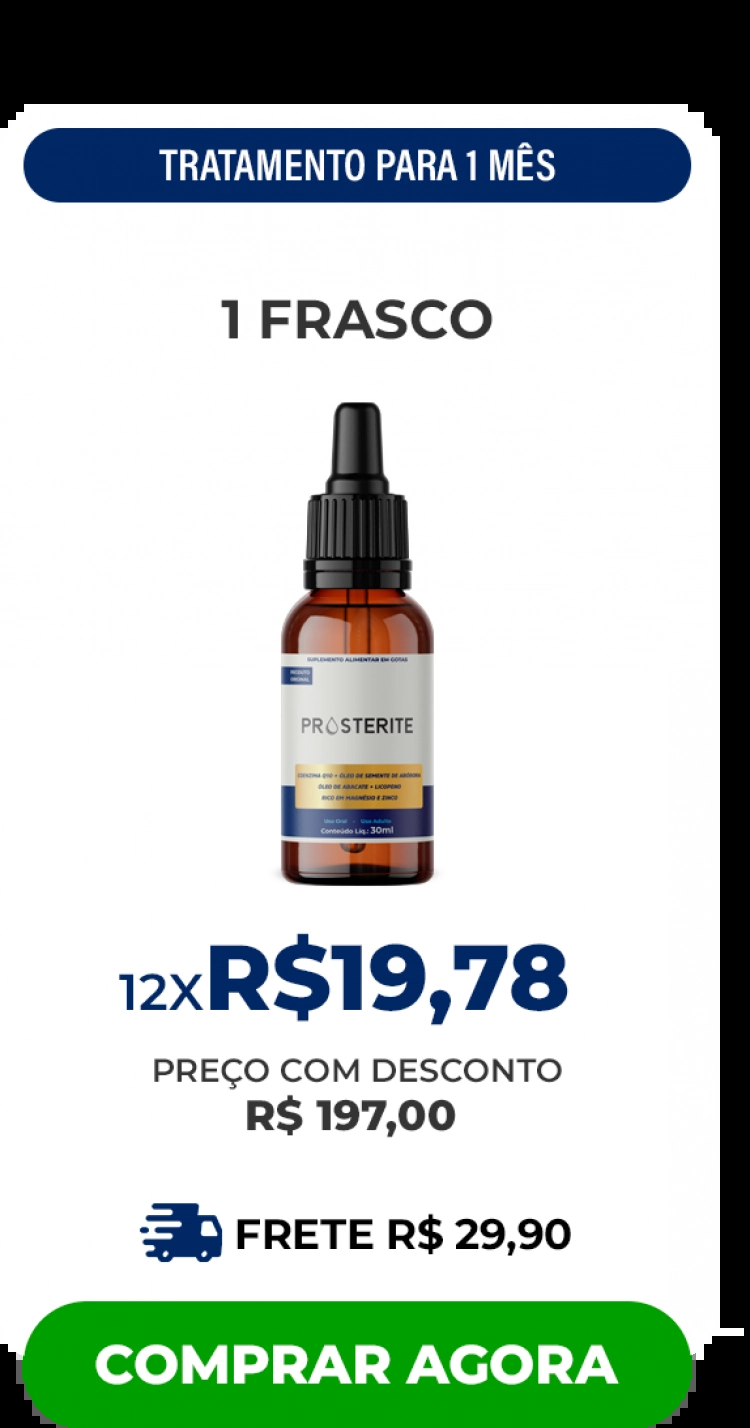 TRATAMENTO PARA 1 MÊS
1 FRASCO
SUPLEMENTO ALIMENTAR EM GOTAS
PRODUTO
ORIGINAL
PROSTERITE
COENZIMA Q10 + ÓLEO DE SEMENTE DE ABÓBORA
ÓLEO DE ABACATE + LICOPENO
RICO EM MAGNÉSIO E ZINCO
Uso Oral - Uso Adulto
Conteúdo Líq.: 30ml
12X R$19,78
PREÇO COM DESCONTO
R$ 197,00
FRETE R$ 29,90
COMPRAR AGORA